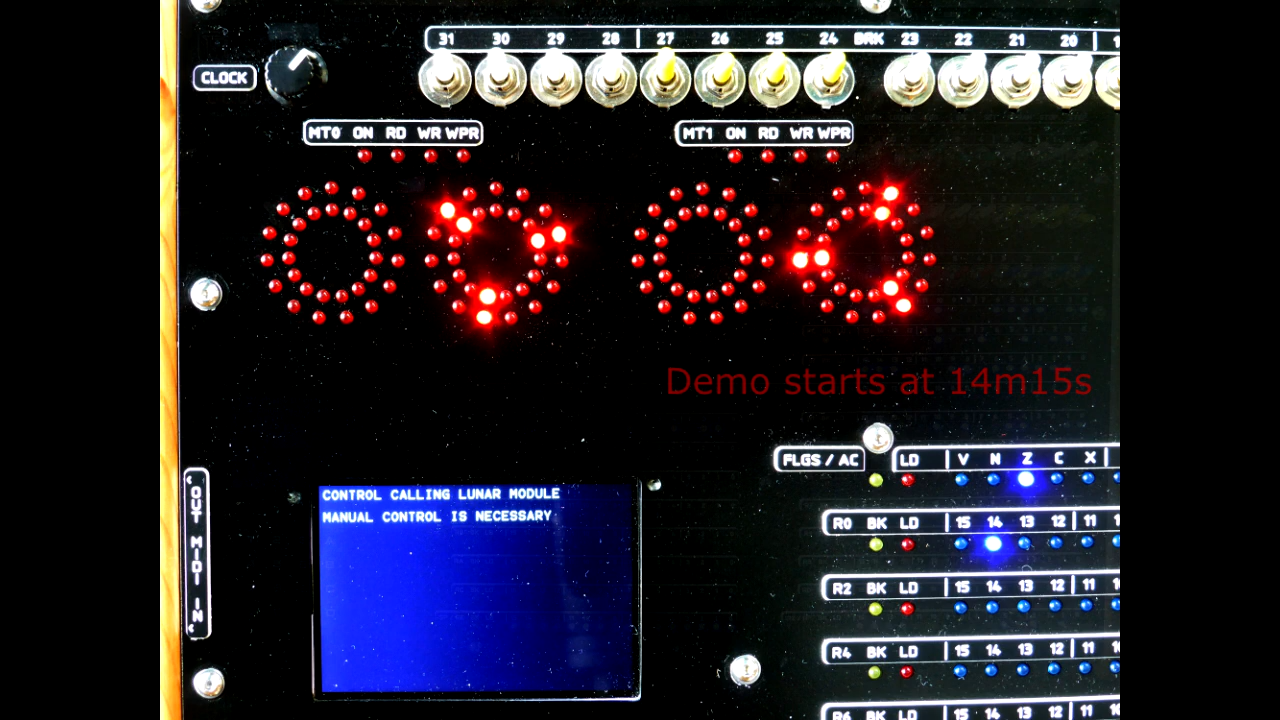 31 30 29 28 27 26 25 24 BRK 23 22 21 20
CLOCK
MT0 ON RD WR WPR
MT1 ON RD WR WPR
Demo starts at 14m15s
FLGS / AC LD V N Z C X
OUT MIDI IN
CONTROL CALLING LUNAR MODULE
MANUAL CONTROL IS NECESSARY
R0 BK LD 15 14 13 12 11
R2 BK LD 15 14 13 12 11
R4 BK LD 15 14 13 12 11
R6 BK LD 15 14 13 12 11